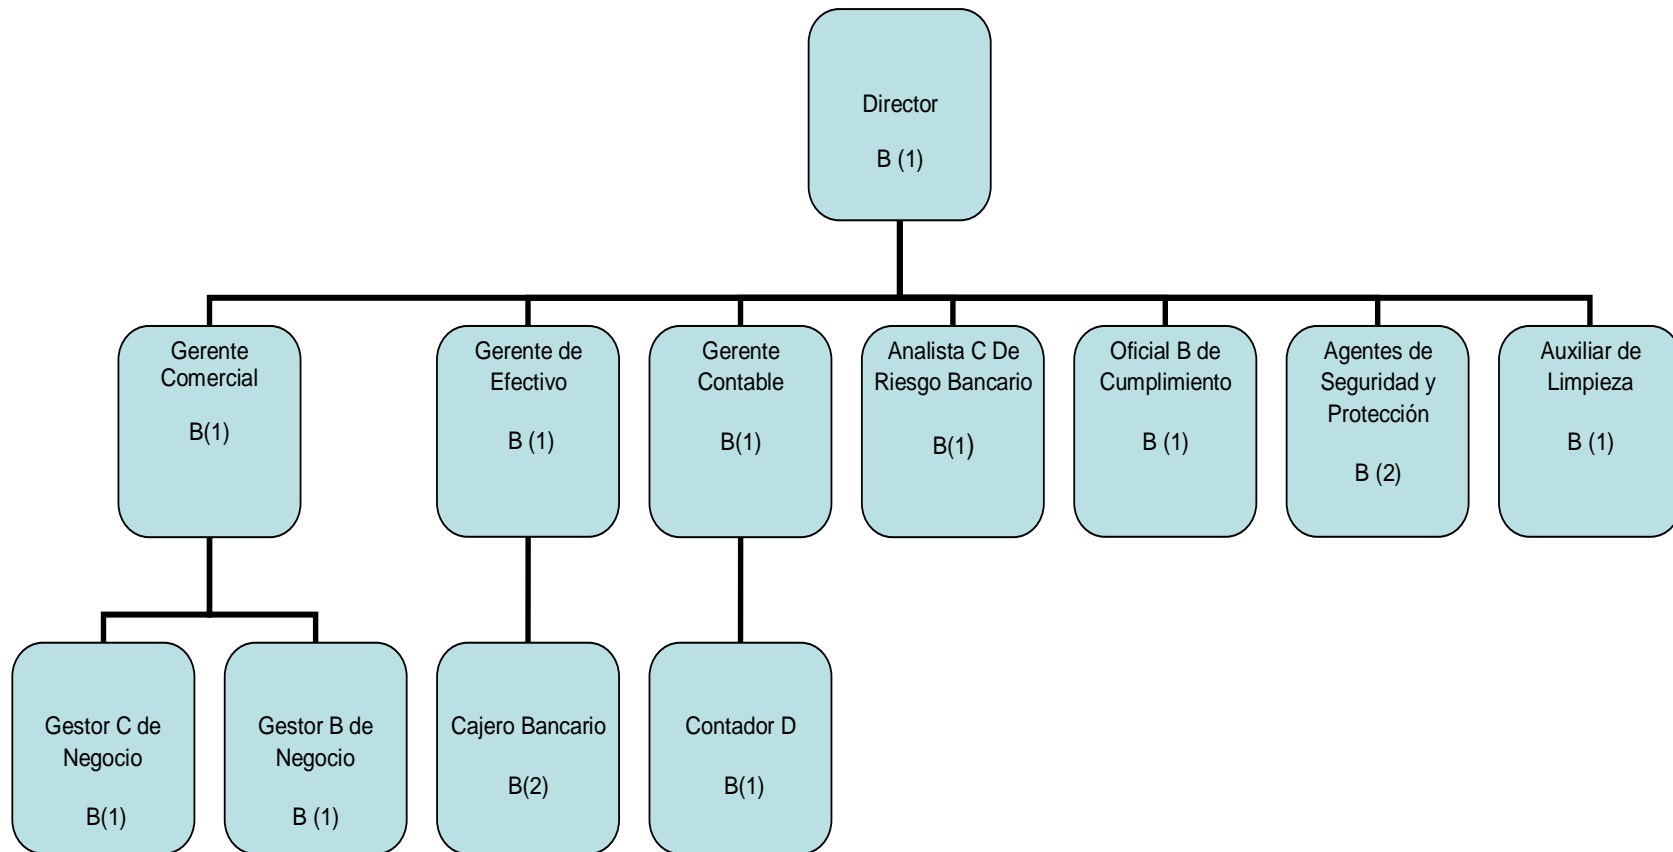 Director
B (1)
Gerente
Comercial
B(1)
Gerente de
Efectivo
B (1)
Gerente
Contable
B(1)
Analista C De
Riesgo Bancario
B(1)
Oficial B de
Cumplimiento
B (1)
Agentes de
Seguridad y
Protección
B (2)
Auxiliar de
Limpieza
B (1)
Gestor C de
Negocio
B(1)
Gestor B de
Negocio
B (1)
Cajero Bancario
B(2)
Contador D
B(1)